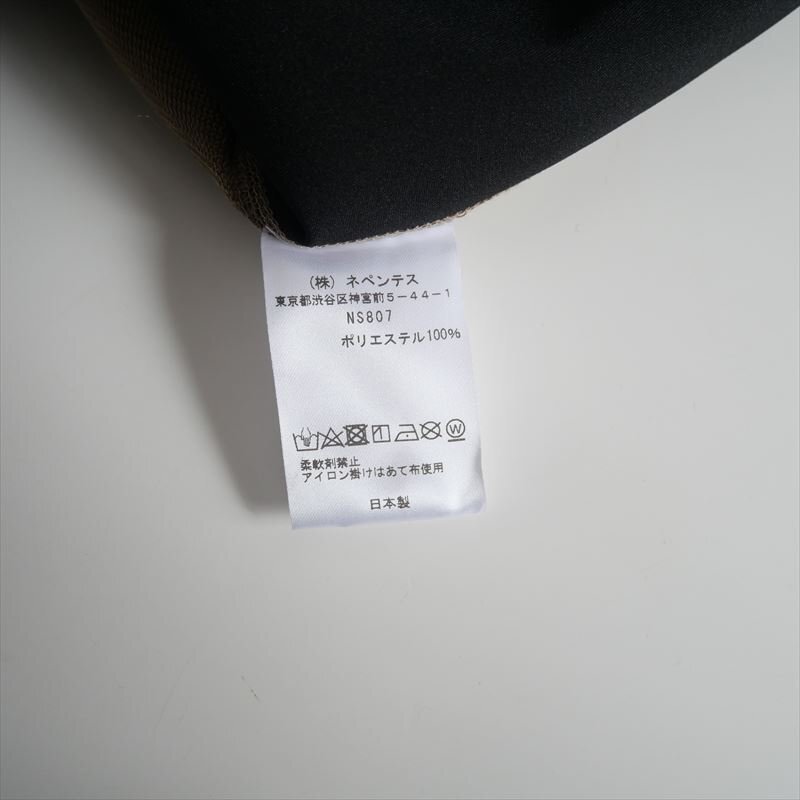 （株）ネペンテス
東京都渋谷区神宮前５－４４－１
NS807
ポリエステル100%
W
柔軟剤禁止
アイロン掛けはあて布使用
日本製